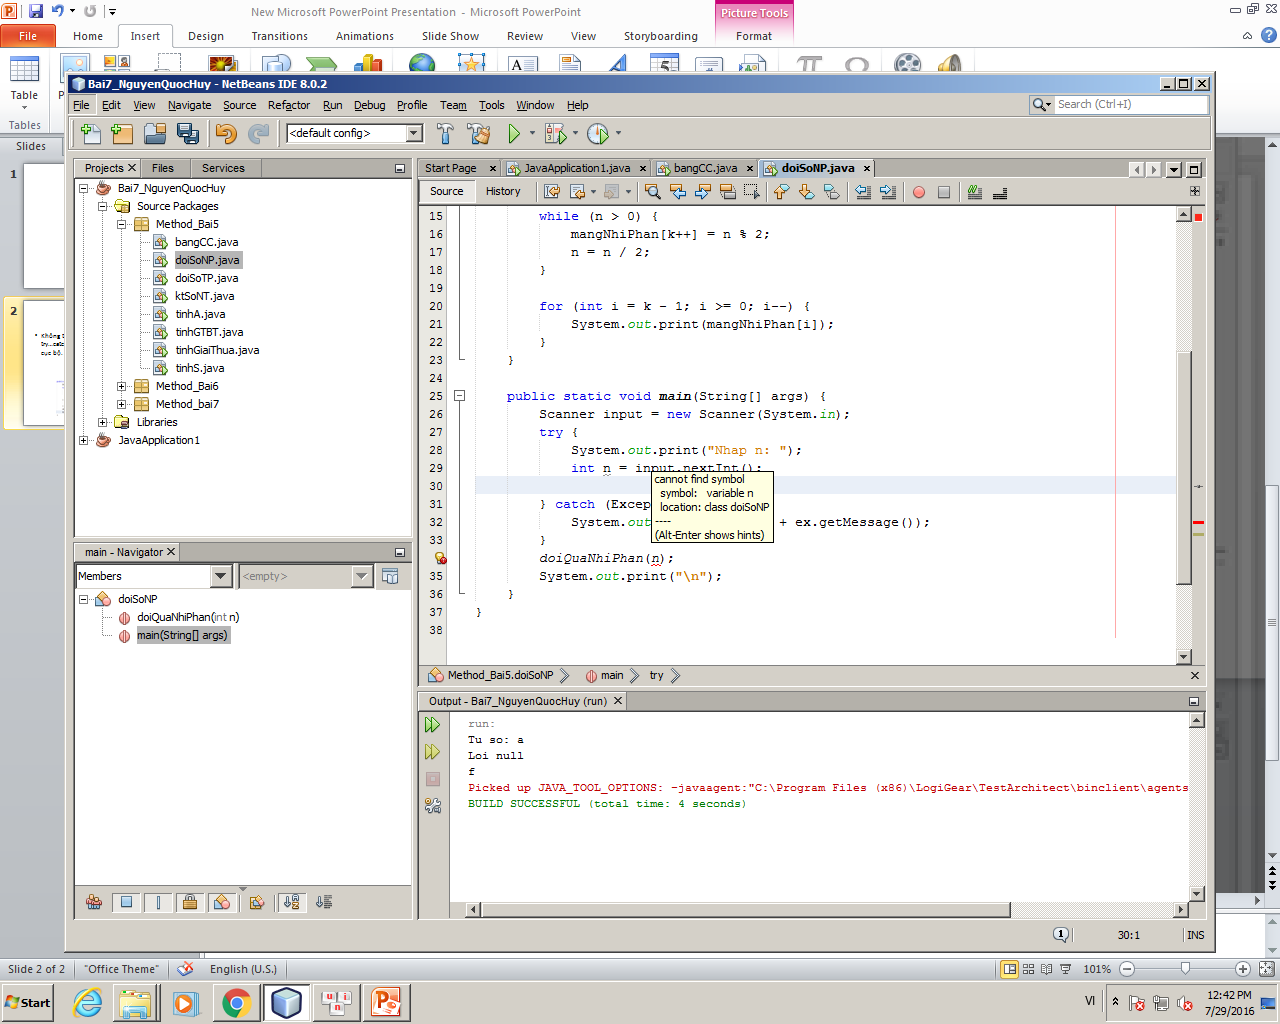 New Microsoft PowerPoint Presentation - Microsoft PowerPoint
Picture Tools
File Home Insert Design Transitions Animations Slide Show Review View Storyboarding Format
Table
Tables
Slides
1
2
Bai7_NguyenQuocHuy - NetBeans IDE 8.0.2
File Edit View Navigate Source Refactor Run Debug Profile Team Tools Window Help
Search (Ctrl+I)
<default config>
Projects Files Services
Bai7_NguyenQuocHuy
Source Packages
Method_Bai5
bangCC.java
doiSoNP.java
doiSoTP.java
ktSoNT.java
tinhA.java
tinhGTBT.java
tinhGiaiThua.java
tinhS.java
Method_Bai6
Method_bai7
Libraries
JavaApplication1
main - Navigator
Members
<empty>
doiSoNP
doiQuaNhiPhan(int n)
main(String[] args)
Start Page JavaApplication1.java bangCC.java doiSoNP.java
Source History
15 while (n > 0) {
16 mangNhiPhan[k++] = n % 2;
17 n = n / 2;
18 }
19
20 for (int i = k - 1; i >= 0; i--) {
21 System.out.print(mangNhiPhan[i]);
22 }
23 }
24
25 public static void main(String[] args) {
26 Scanner input = new Scanner(System.in);
27 try {
28 System.out.print("Nhap n: ");
29 int n = input.nextInt();
30
31 } catch (Excep
32 System.out + ex.getMessage());
33 }
doiQuaNhiPhan(n);
35 System.out.print("\n");
36 }
37 }
38
cannot find symbol
symbol: variable n
location: class doiSoNP
----
(Alt-Enter shows hints)
Method_Bai5.doiSoNP main try
Output - Bai7_NguyenQuocHuy (run)
run:
Tu so: a
Loi null
f
Picked up JAVA_TOOL_OPTIONS: -javaagent:"C:\Program Files (x86)\LogiGear\TestArchitect\binclient\agents
BUILD SUCCESSFUL (total time: 4 seconds)
1
30:1 INS
Slide 2 of 2 "Office Theme" English (U.S.) 101%
Start
VI
12:42 PM
7/29/2016